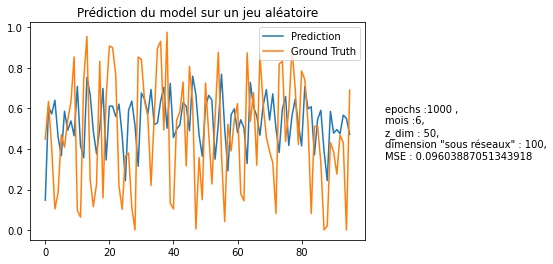 Prédiction du model sur un jeu aléatoire
Prediction
Ground Truth
1.0
0.8
0.6
0.4
0.2
0.0
0 20 40 60 80
epochs :1000 ,
mois :6,
z_dim : 50,
dimension "sous réseaux" : 100,
MSE : 0.09603887051343918